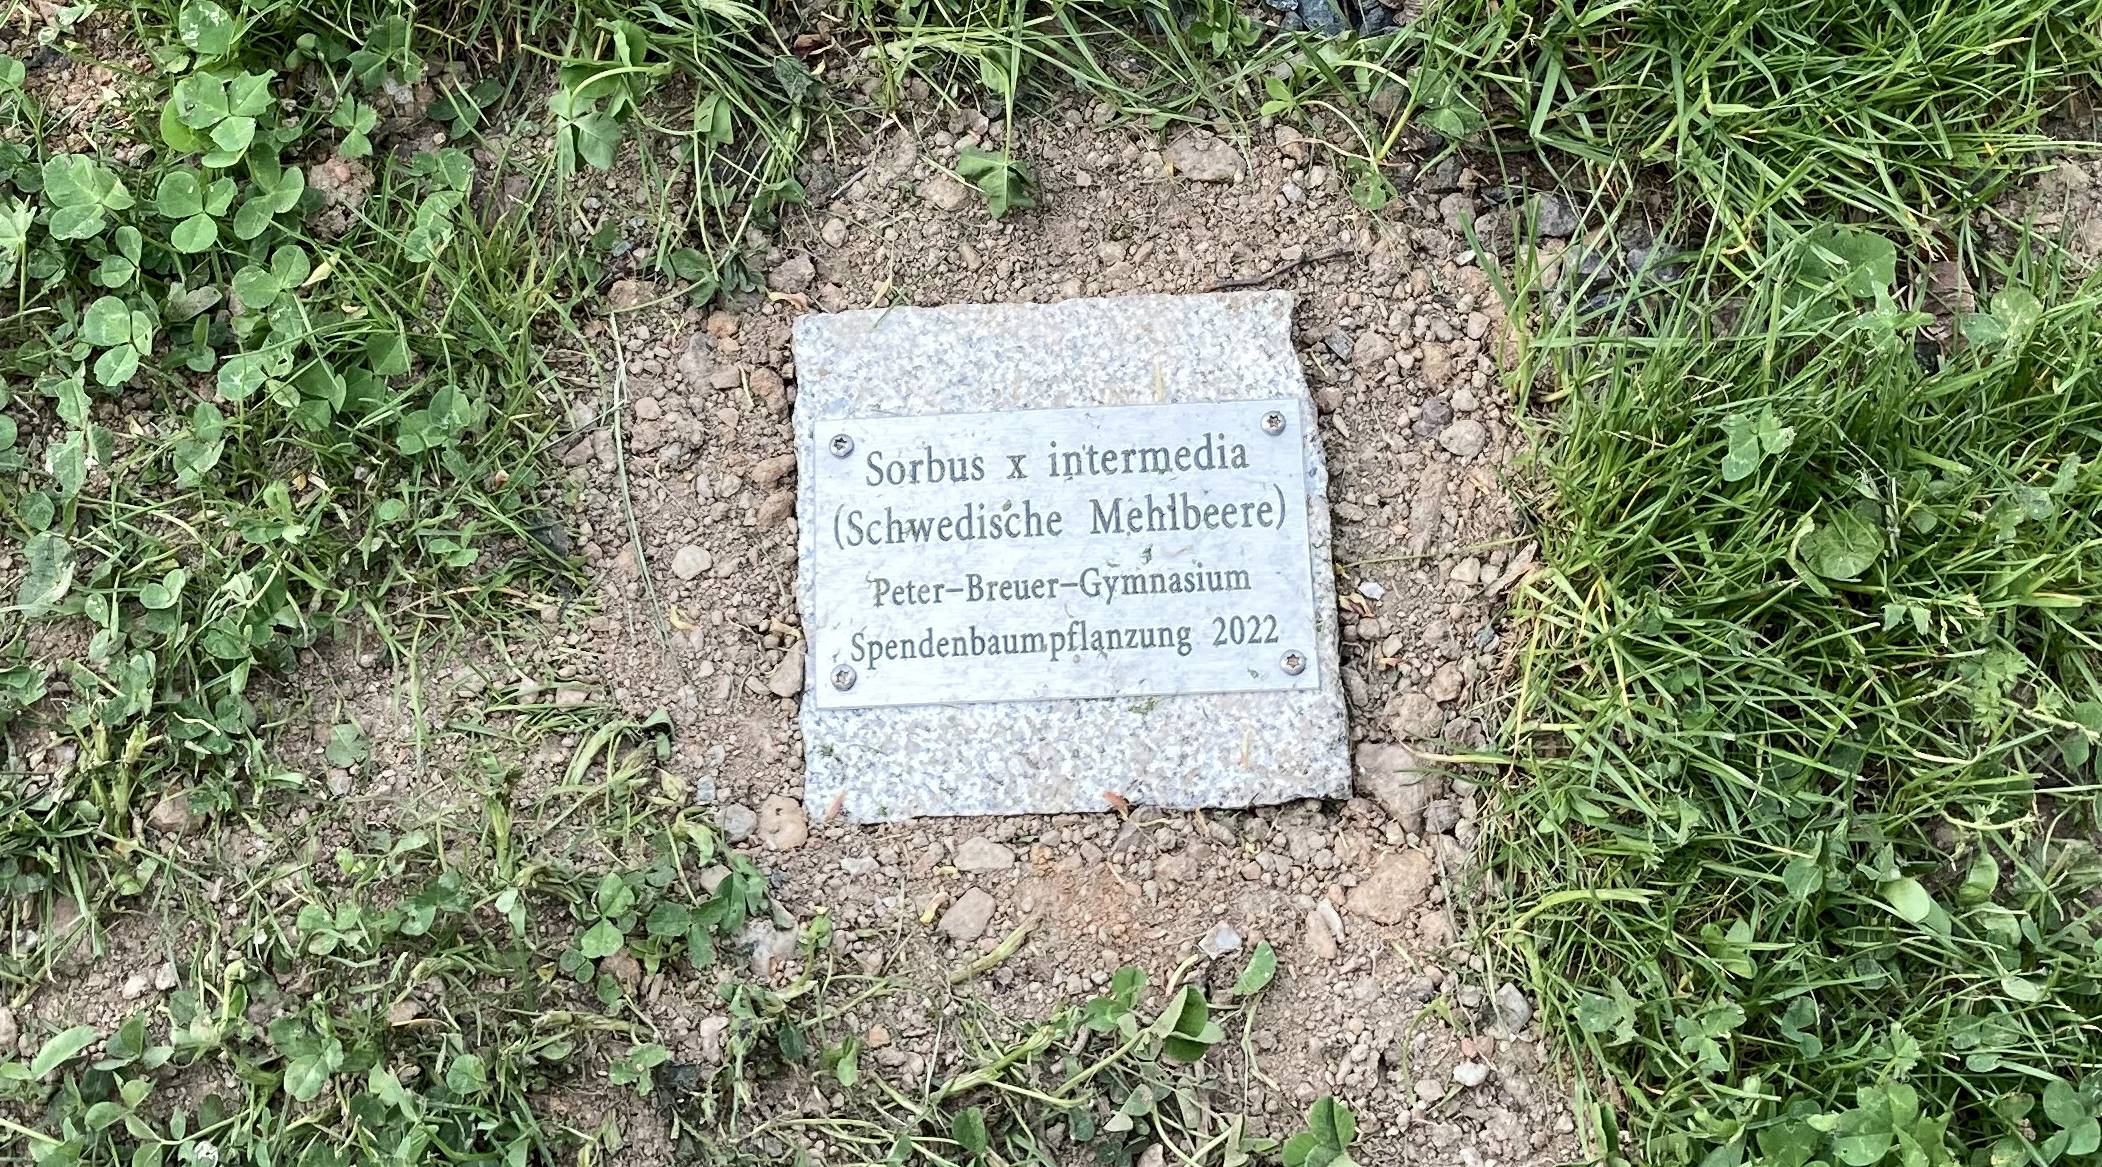 Sorbus x intermedia
(Schwedische Mehlbeere)
Peter-Breuer-Gymnasium
Spendenbaumpflanzung 2022